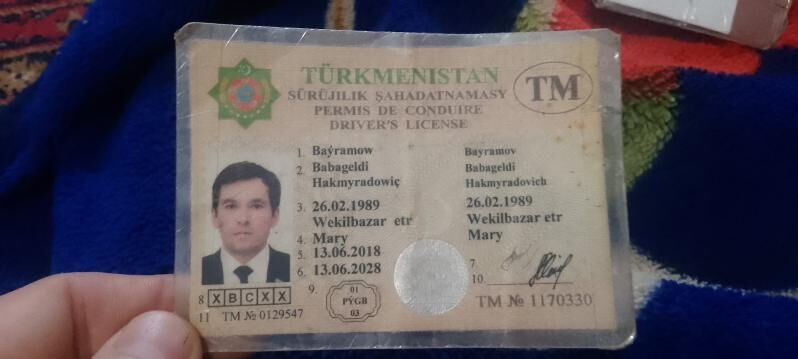 TÜRKMENISTAN
SÜRÜJILIK ŞAHADATNAMASY
PERMIS DE CONDUIRE
DRIVER'S LICENSE
TM
1. Baýramow Bayramov
2. Babageldi Babageldi
Hakmyradowiç Hakmyradovich
3. 26.02.1989 26.02.1989
Wekilbazar etr Wekilbazar etr
4. Mary Mary
5. 13.06.2018 7.
6. 13.06.2028 10.
8 X B C X X 9. 01
PÝGB
03
TM № 1170330
11 TM № 0129547